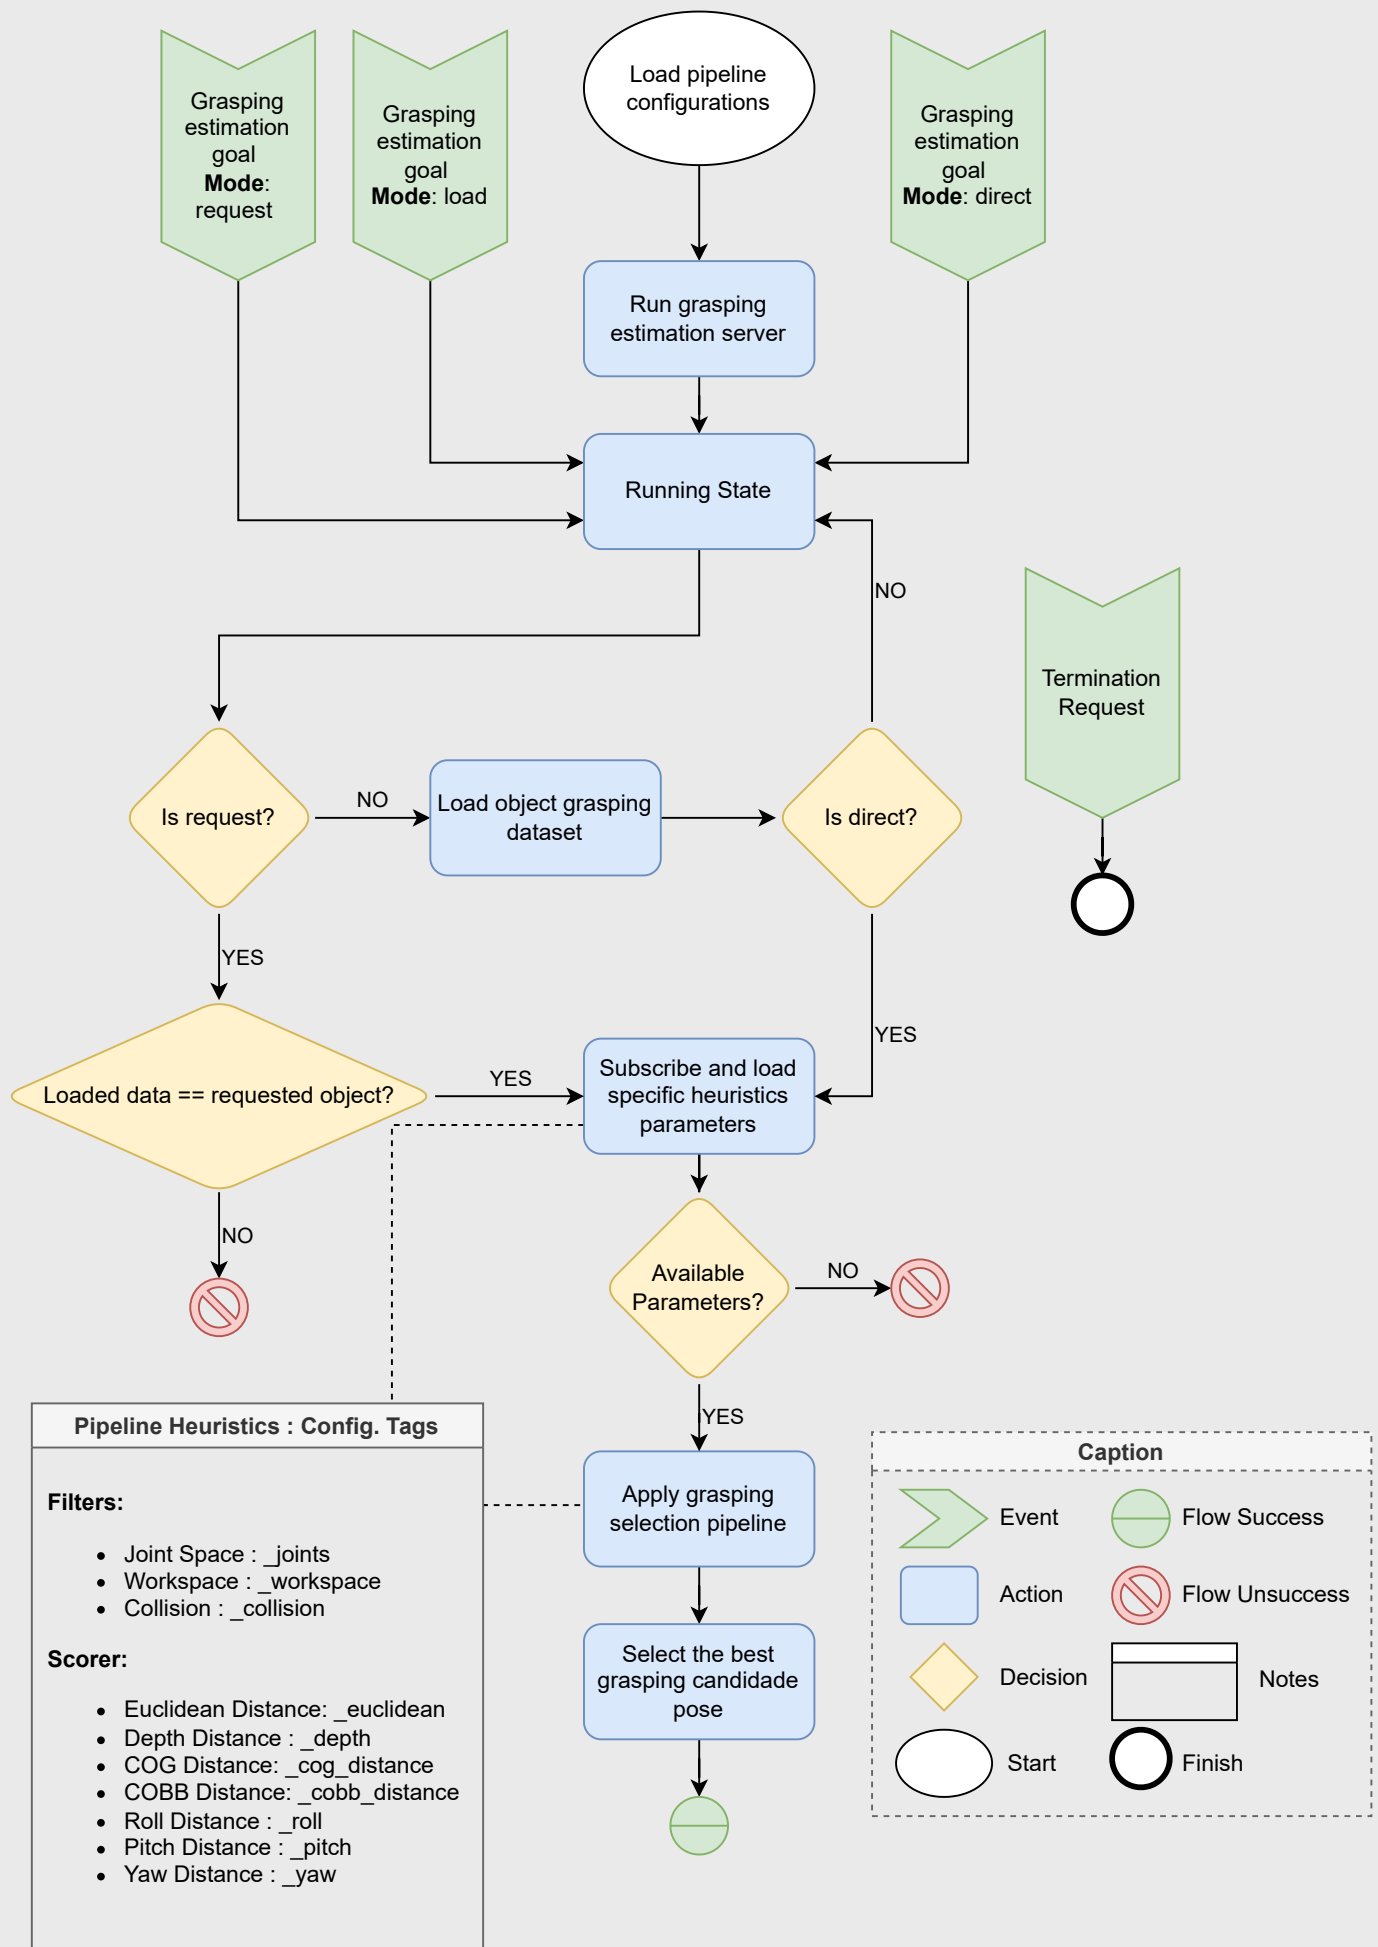 Load pipeline
configurations
Grasping
estimation
goal
Mode:
request
Grasping
estimation
goal
Mode: load
Grasping
estimation
goal
Mode: direct
Run grasping
estimation server
Running State
NO
Termination
Request
Is request?
NO
Load object grasping
dataset
Is direct?
YES
YES
Loaded data == requested object?
YES
Subscribe and load
specific heuristics
parameters
NO
Available
Parameters?
NO
YES
Pipeline Heuristics : Config. Tags
Filters:
• Joint Space : _joints
• Workspace : _workspace
• Collision : _collision
Scorer:
• Euclidean Distance: _euclidean
• Depth Distance : _depth
• COG Distance: _cog_distance
• COBB Distance: _cobb_distance
• Roll Distance : _roll
• Pitch Distance : _pitch
• Yaw Distance : _yaw
Apply grasping
selection pipeline
Select the best
grasping candidade
pose
Caption
Event
Flow Success
Action
Flow Unsuccess
Decision
Notes
Start
Finish